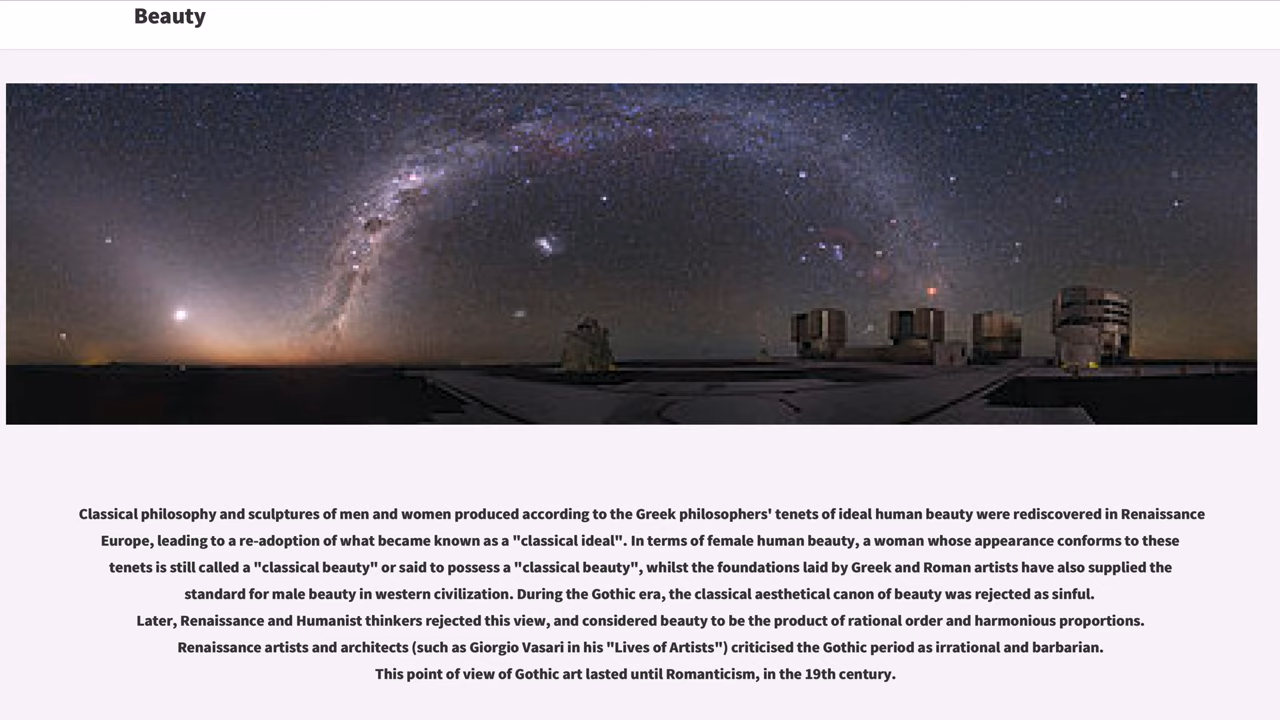 Beauty
Classical philosophy and sculptures of men and women produced according to the Greek philosophers' tenets of ideal human beauty were rediscovered in Renaissance
Europe, leading to a re-adoption of what became known as a "classical ideal". In terms of female human beauty, a woman whose appearance conforms to these
tenets is still called a "classical beauty" or said to possess a "classical beauty", whilst the foundations laid by Greek and Roman artists have also supplied the
standard for male beauty in western civilization. During the Gothic era, the classical aesthetical canon of beauty was rejected as sinful.
Later, Renaissance and Humanist thinkers rejected this view, and considered beauty to be the product of rational order and harmonious proportions.
Renaissance artists and architects (such as Giorgio Vasari in his "Lives of Artists") criticised the Gothic period as irrational and barbarian.
This point of view of Gothic art lasted until Romanticism, in the 19th century.